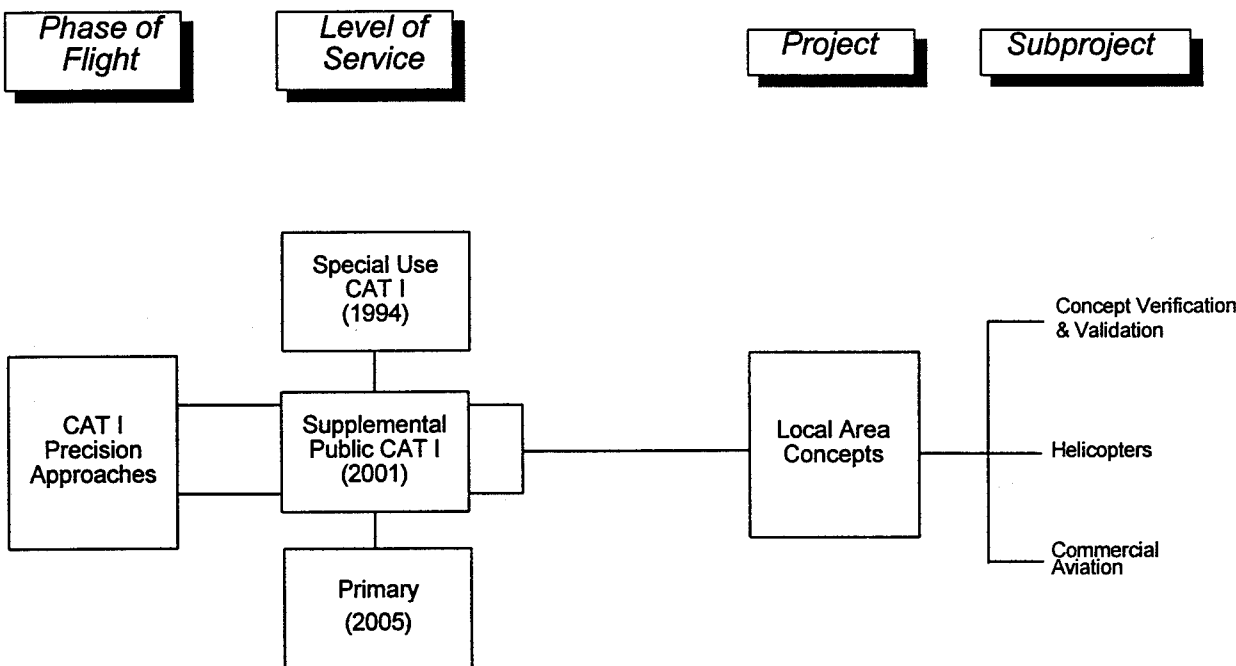 Phase of
Flight
Level of
Service
Project
Subproject
Special Use
CAT I
(1994)
CAT I
Precision
Approaches
Supplemental
Public CAT I
(2001)
Primary
(2005)
Local Area
Concepts
Concept Verification
& Validation
Helicopters
Commercial
Aviation